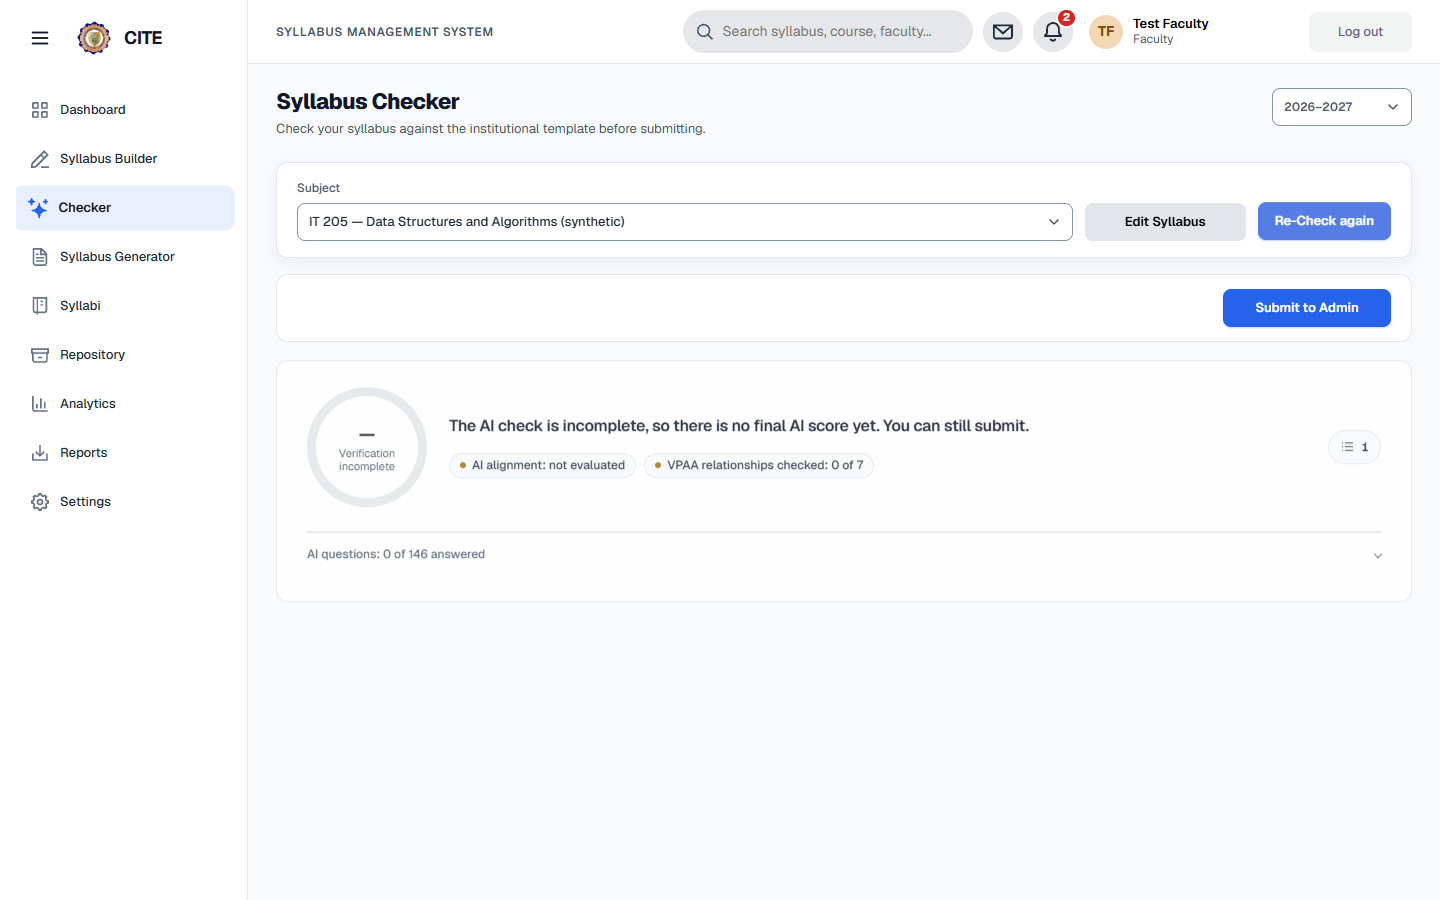 CITE
SYLLABUS MANAGEMENT SYSTEM
Search syllabus, course, faculty...
2
TF
Test Faculty
Faculty
Log out
Dashboard
Syllabus Builder
Checker
Syllabus Generator
Syllabi
Repository
Analytics
Reports
Settings
Syllabus Checker
Check your syllabus against the institutional template before submitting.
2026–2027
Subject
IT 205 — Data Structures and Algorithms (synthetic)
Edit Syllabus
Re-Check again
Submit to Admin
—
Verification
incomplete
The AI check is incomplete, so there is no final AI score yet. You can still submit.
AI alignment: not evaluated
VPAA relationships checked: 0 of 7
1
AI questions: 0 of 146 answered